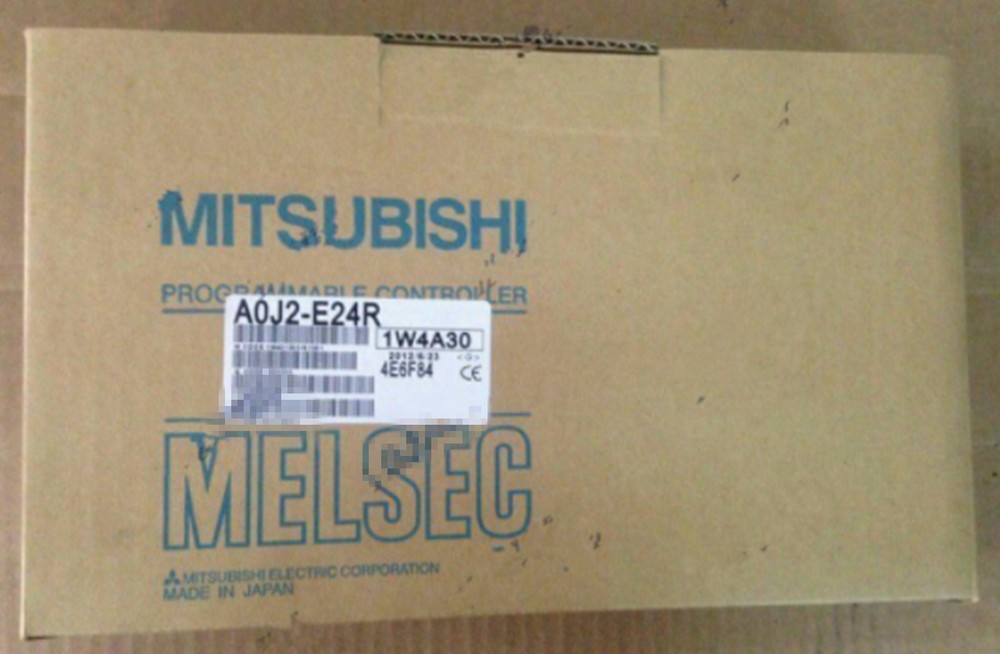 MITSUBISHI
PROGRAMMABLE CONTROLLER
A0J2-E24R
1W4A30
2012/6/23 <G>
4E6F84 CE
MELSEC
MITSUBISHI ELECTRIC CORPORATION
MADE IN JAPAN